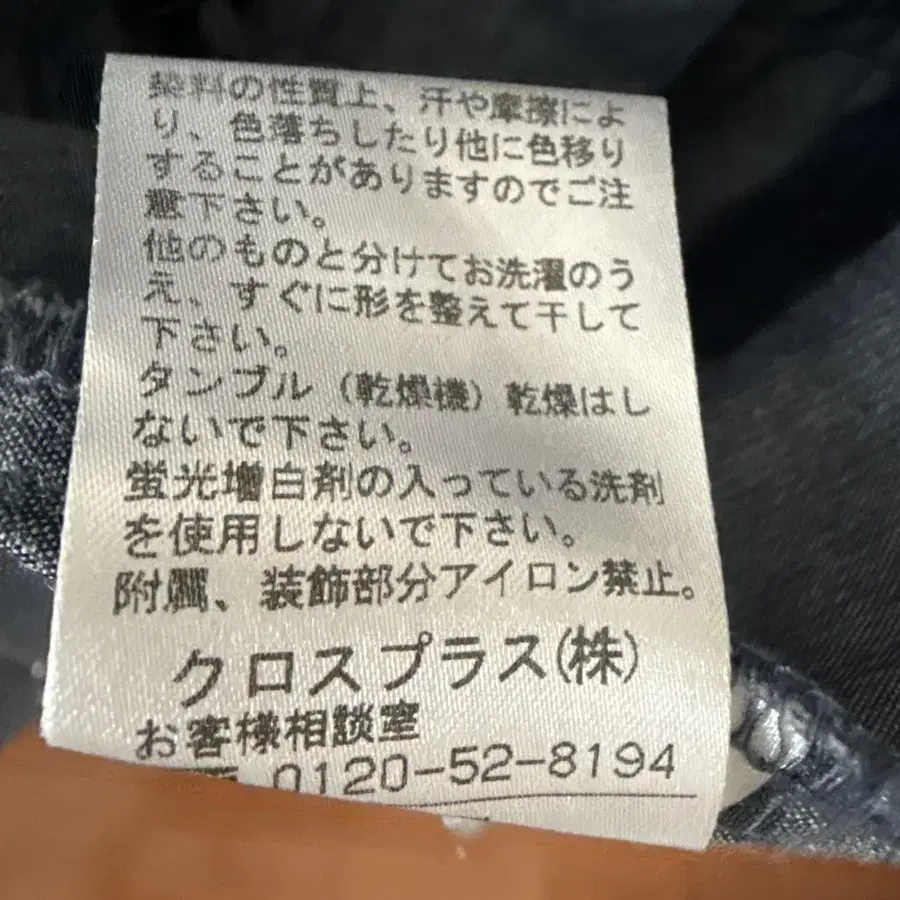 染料の性質上、汗や摩擦によ
り、色落ちしたり他に色移り
することがありますのでご注
意下さい。
他のものと分けてお洗濯のう
え、すぐに形を整えて干して
下さい。
タンブル（乾燥機）乾燥はし
ないで下さい。
蛍光増白剤の入っている洗剤
を使用しないで下さい。
附属、装飾部分アイロン禁止。
クロスプラス(株)
お客様相談室
0120-52-8194